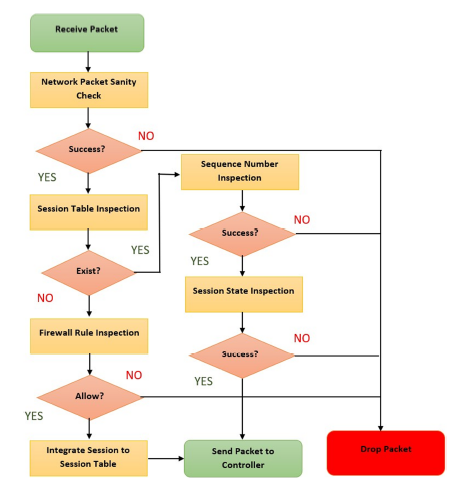 Receive Packet
Network Packet Sanity
Check
NO
Success?
YES
Sequence Number
Inspection
Session Table Inspection
NO
Success?
YES
YES
Exist?
NO
Session State Inspection
Firewall Rule Inspection
NO
Success?
NO
YES
Allow?
YES
Integrate Session to
Session Table
Send Packet to
Controller
Drop Packet